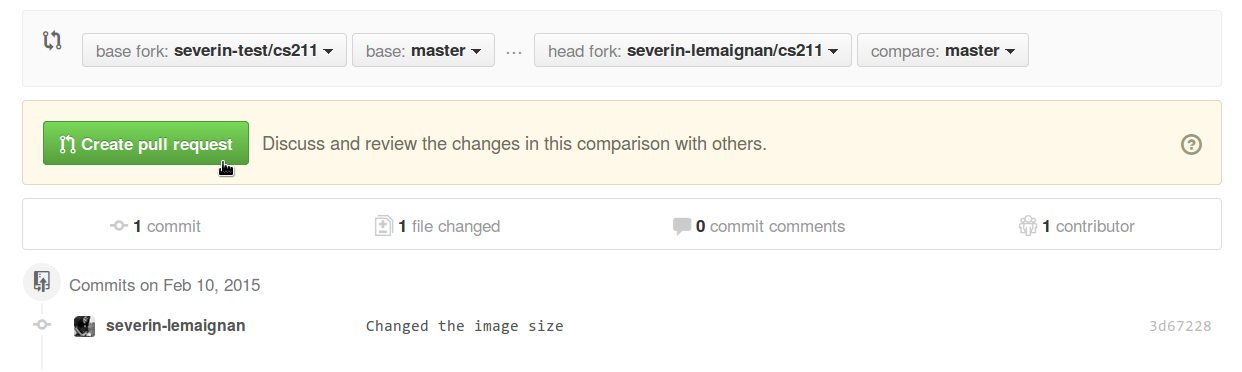 base fork: severin-test/cs211 base: master ... head fork: severin-lemaignan/cs211 compare: master
Create pull request Discuss and review the changes in this comparison with others. ?
1 commit 1 file changed 0 commit comments 1 contributor
Commits on Feb 10, 2015
severin-lemaignan Changed the image size 3d67228